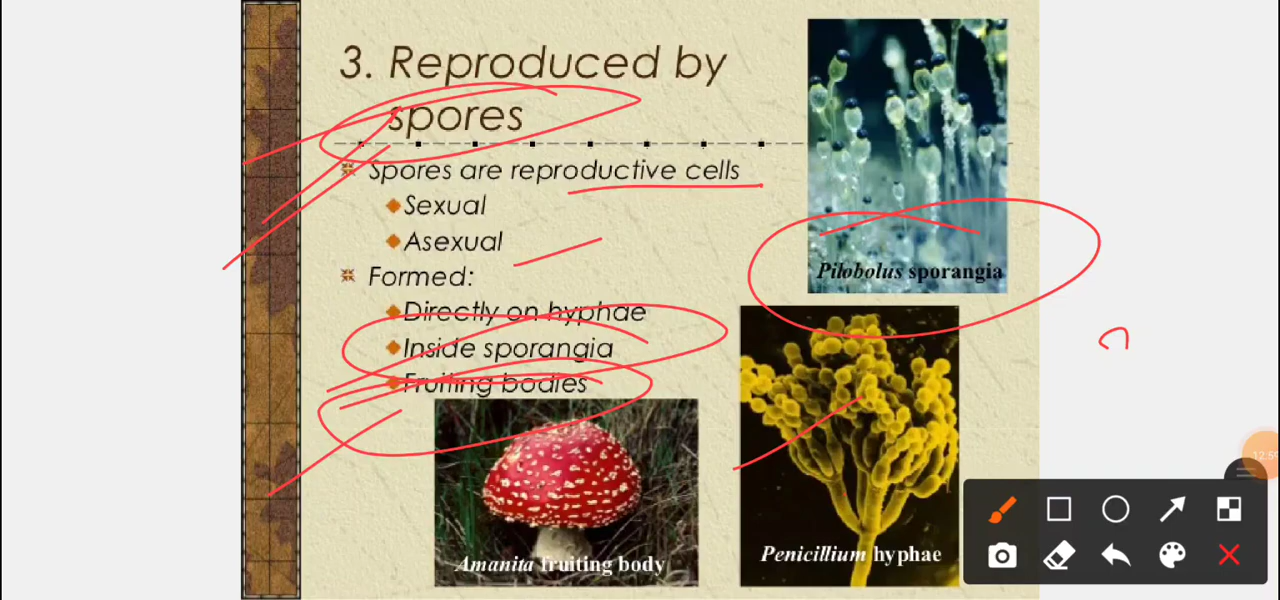 3. Reproduced by
spores
Spores are reproductive cells
Sexual
Asexual
Formed:
Directly on hyphae
Inside sporangia
Fruiting bodies
Pilobolus sporangia
Amanita fruiting body
Penicillium hyphae